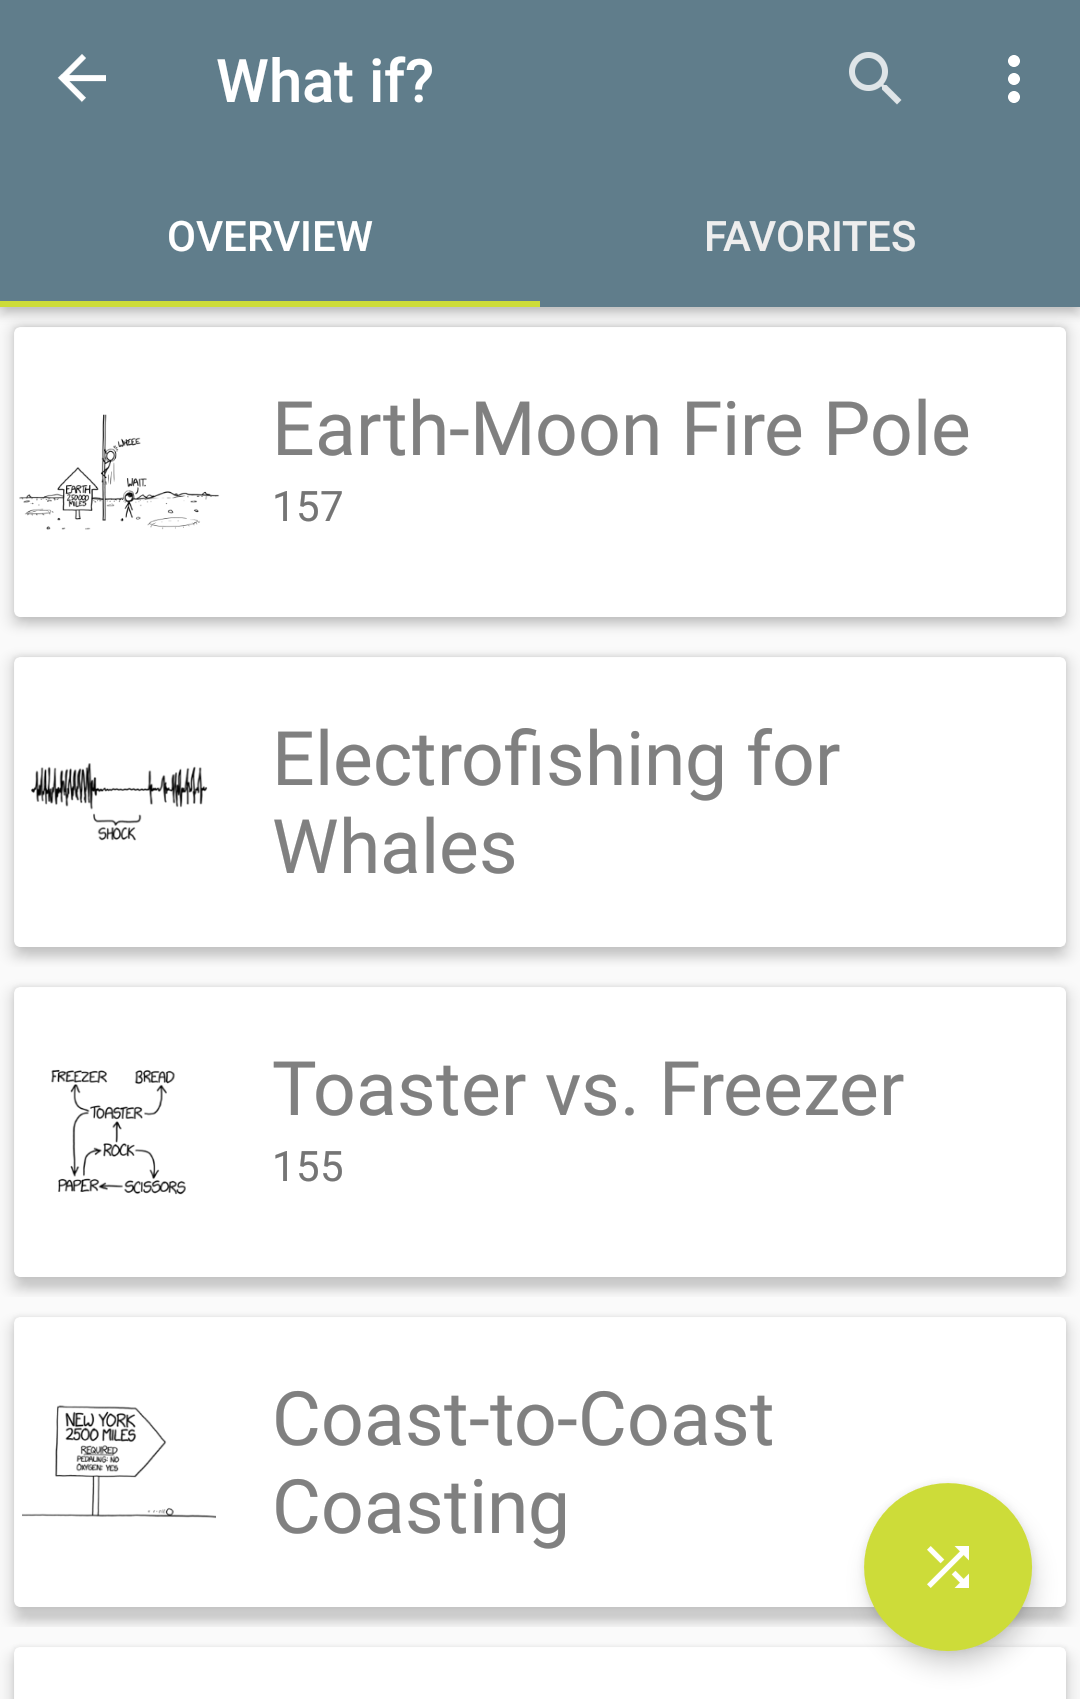 What if?
OVERVIEW
FAVORITES
Earth-Moon Fire Pole
157
WHEEE
WAIT.
EARTH
250000
MILES
Electrofishing for
Whales
SHOCK
Toaster vs. Freezer
155
FREEZER BREAD
TOASTER
ROCK
PAPER SCISSORS
Coast-to-Coast
Coasting
NEW YORK
2500 MILES
REQUIRED
PEDALING: NO
OXYGEN: YES